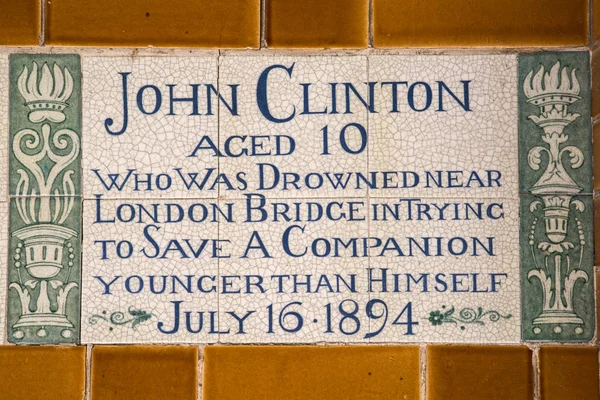 John Clinton
aged 10
Who Was Drowned near
London Bridge in Trying
to Save A Companion
younger than Himself
July 16 · 1894